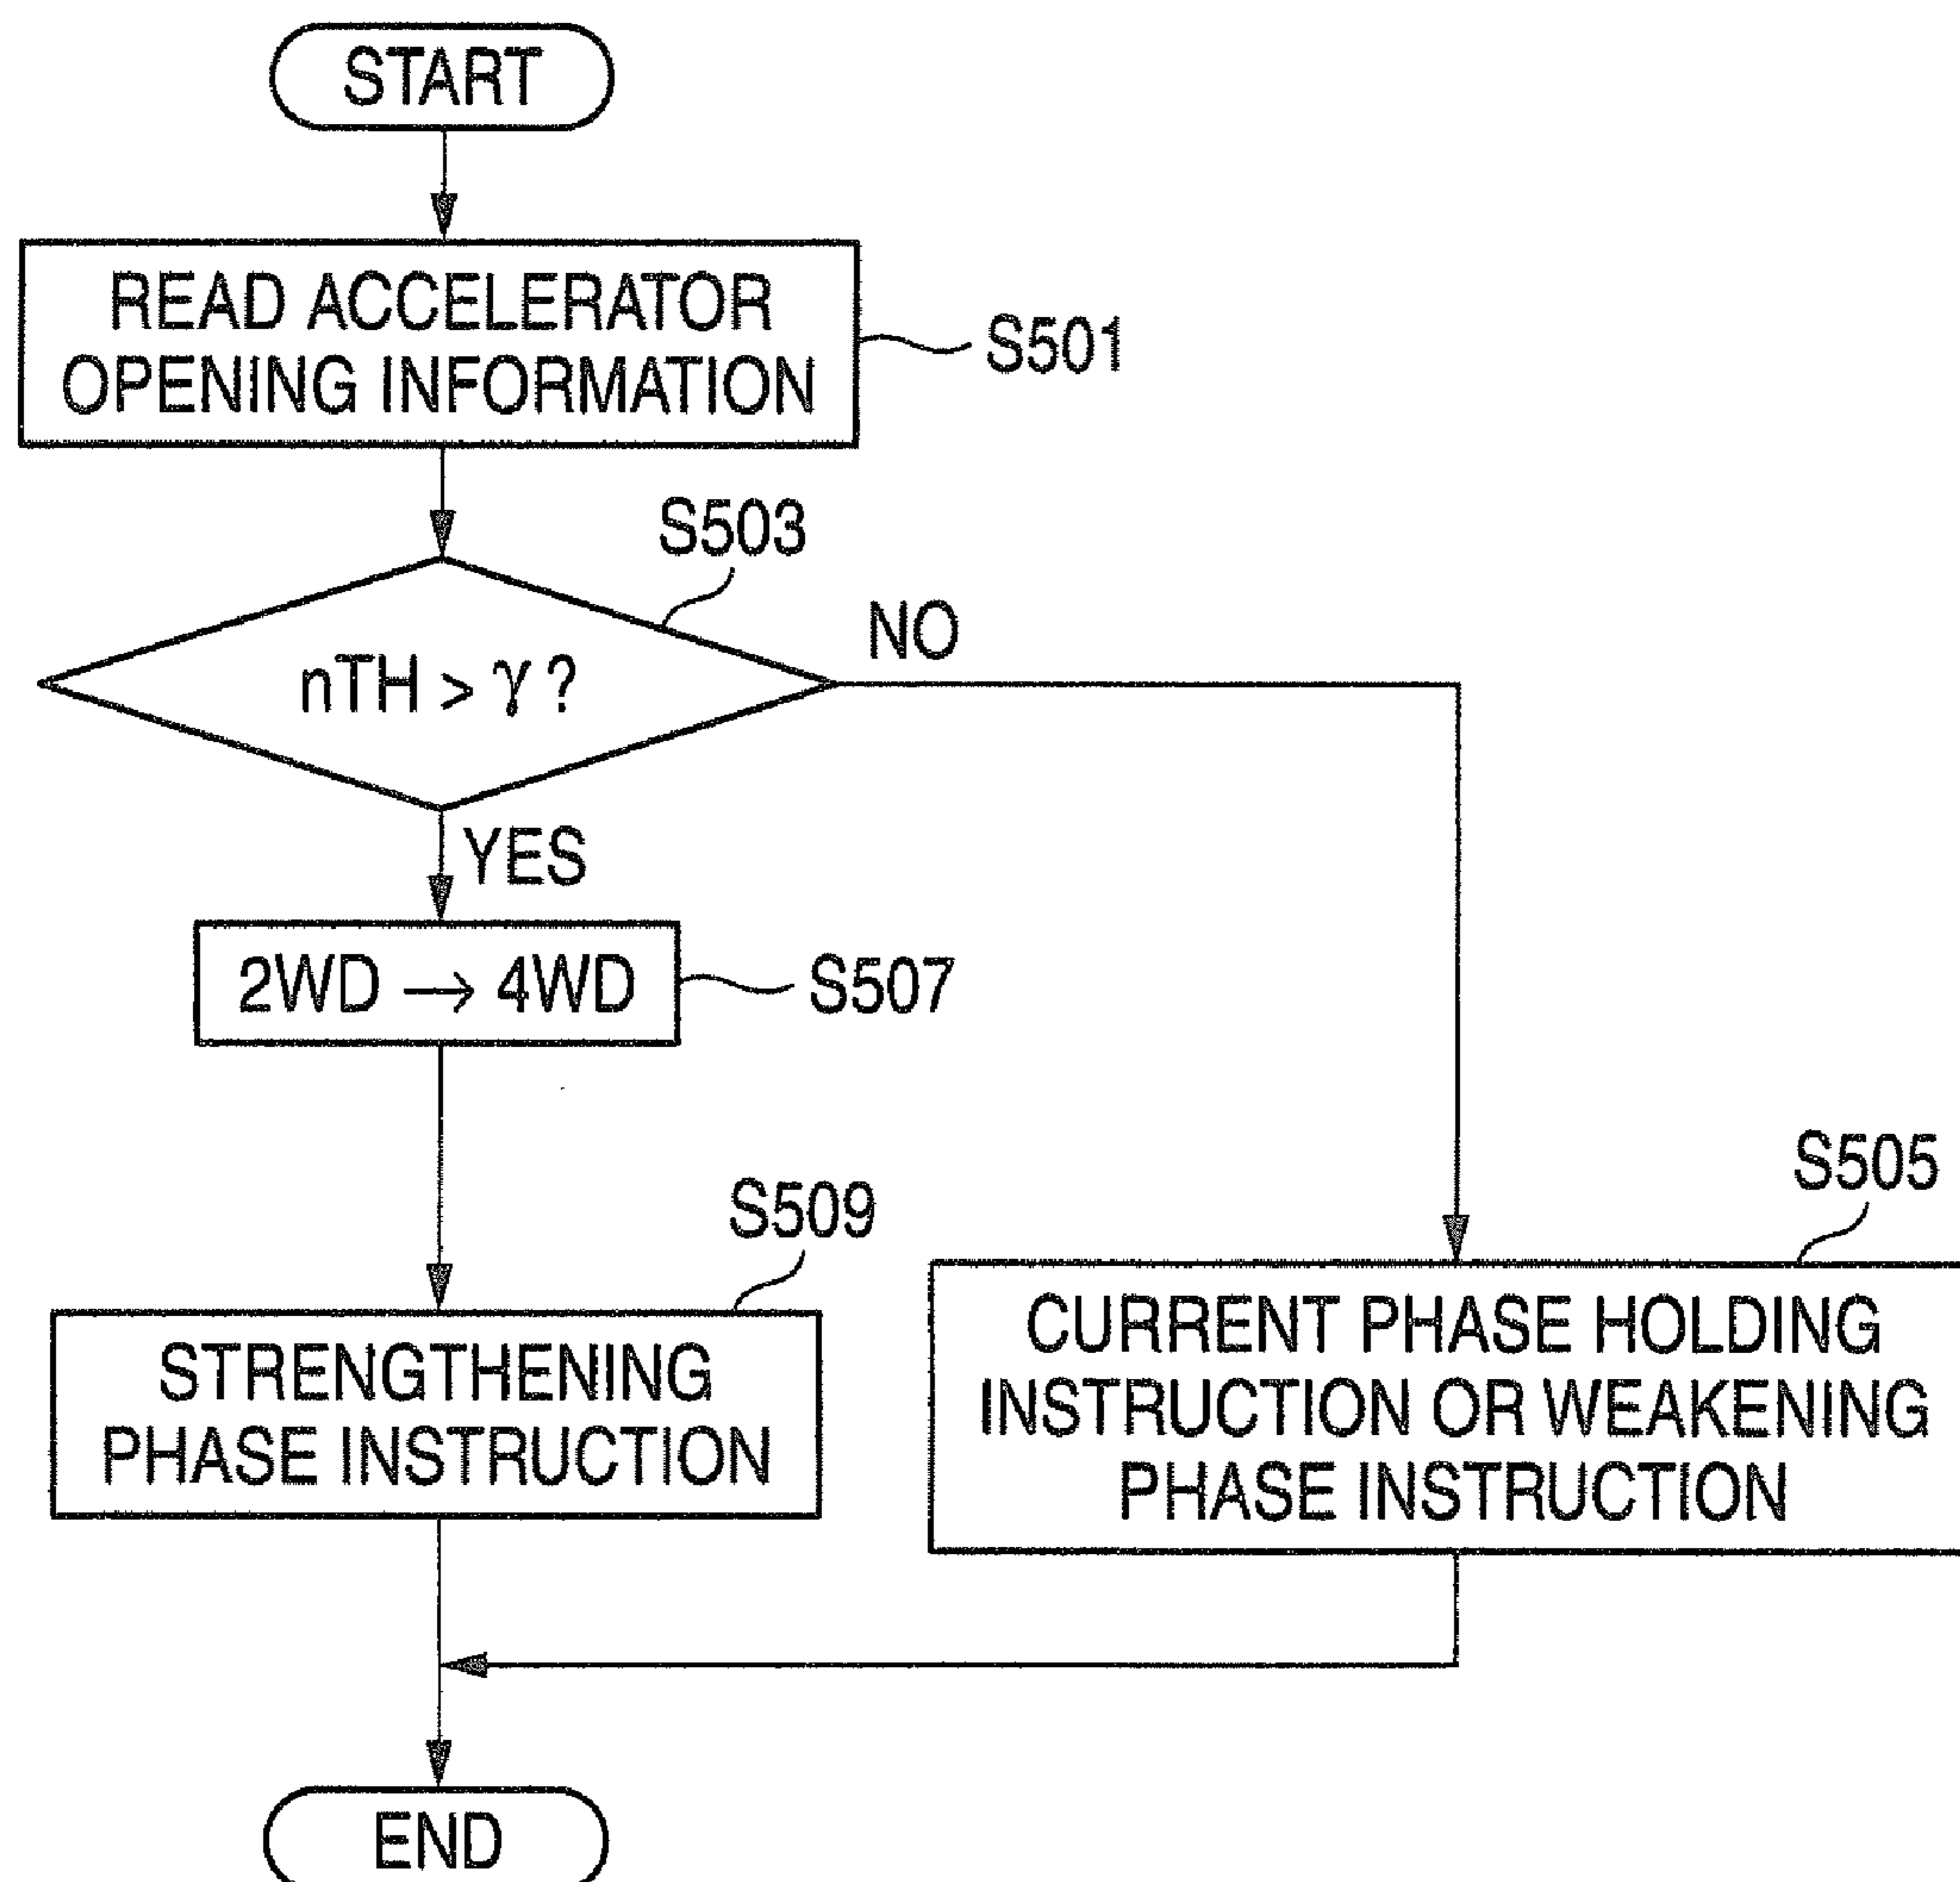 START
READ ACCELERATOR
OPENING INFORMATION
S501
S503
nTH > γ ?
NO
YES
2WD → 4WD
S507
S509
STRENGTHENING
PHASE INSTRUCTION
S505
CURRENT PHASE HOLDING
INSTRUCTION OR WEAKENING
PHASE INSTRUCTION
END